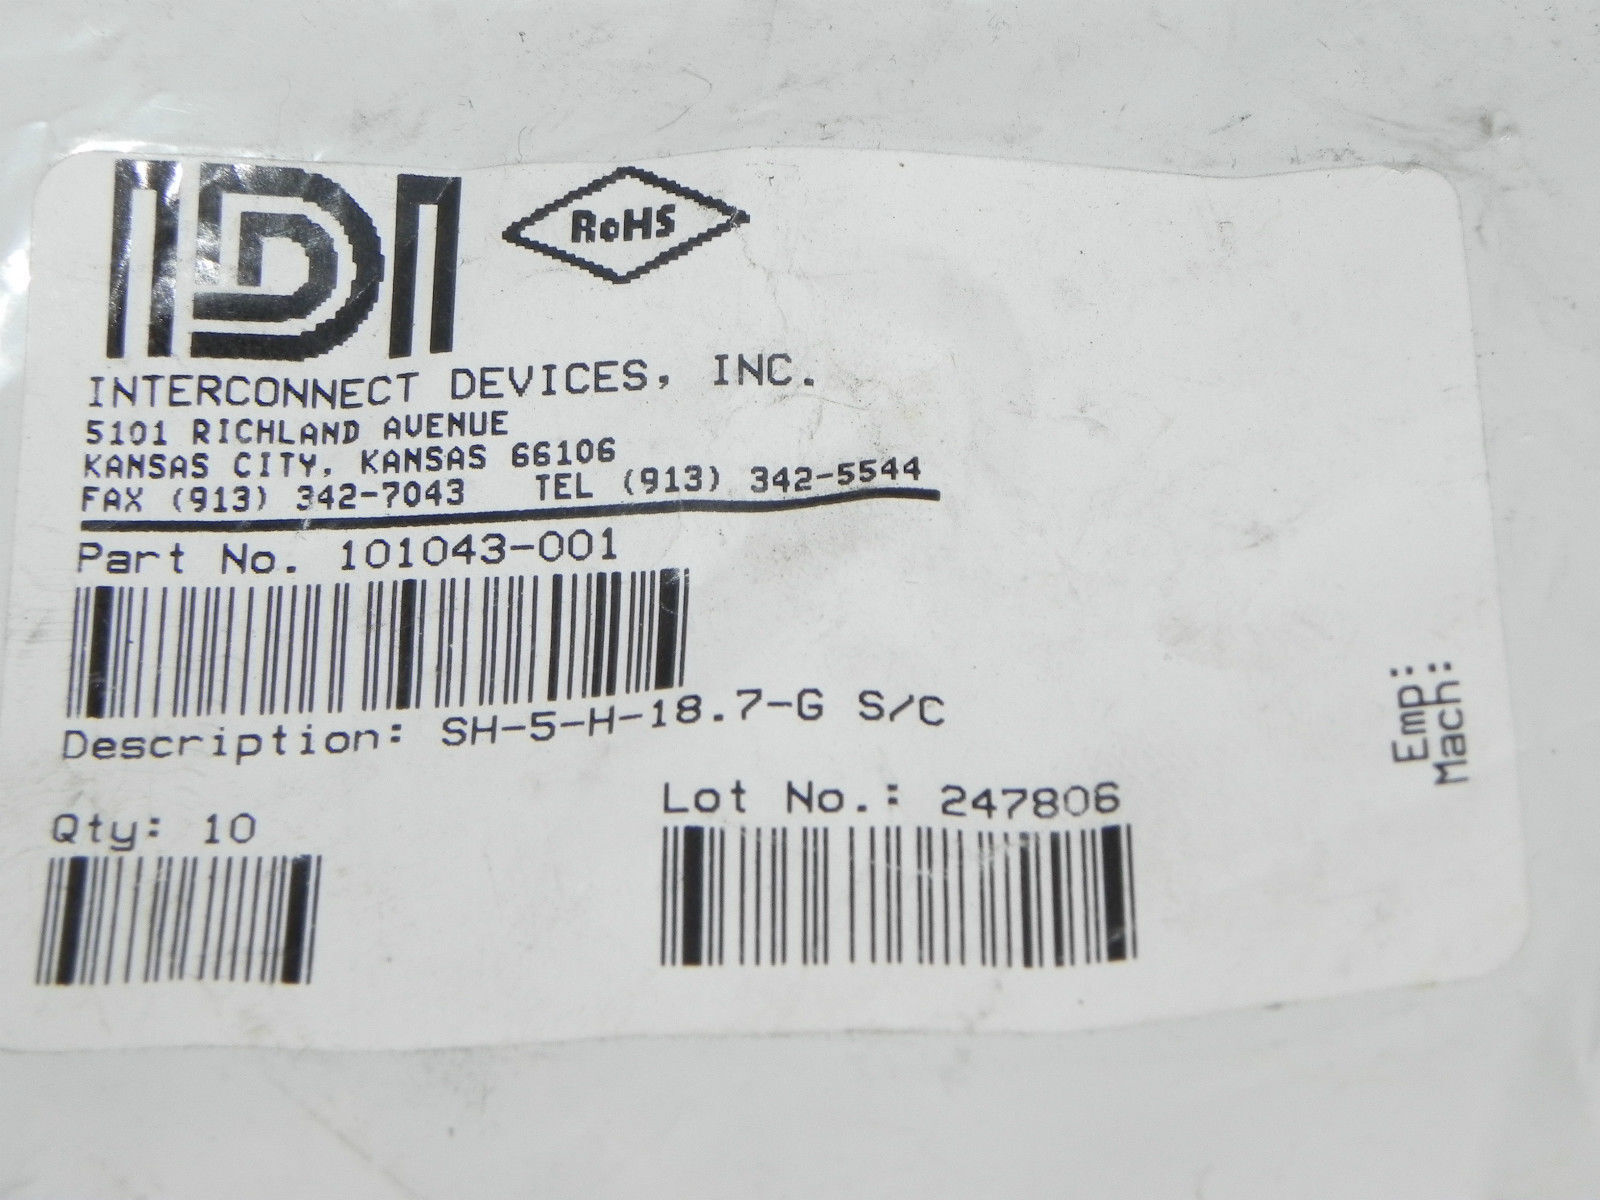 IDI
RoHS
INTERCONNECT DEVICES, INC.
5101 RICHLAND AVENUE
KANSAS CITY, KANSAS 66106
FAX (913) 342-7043 TEL (913) 342-5544
Part No. 101043-001
Description: SH-5-H-18.7-G S/C
Qty: 10
Lot No.: 247806
Emp:
Mach: